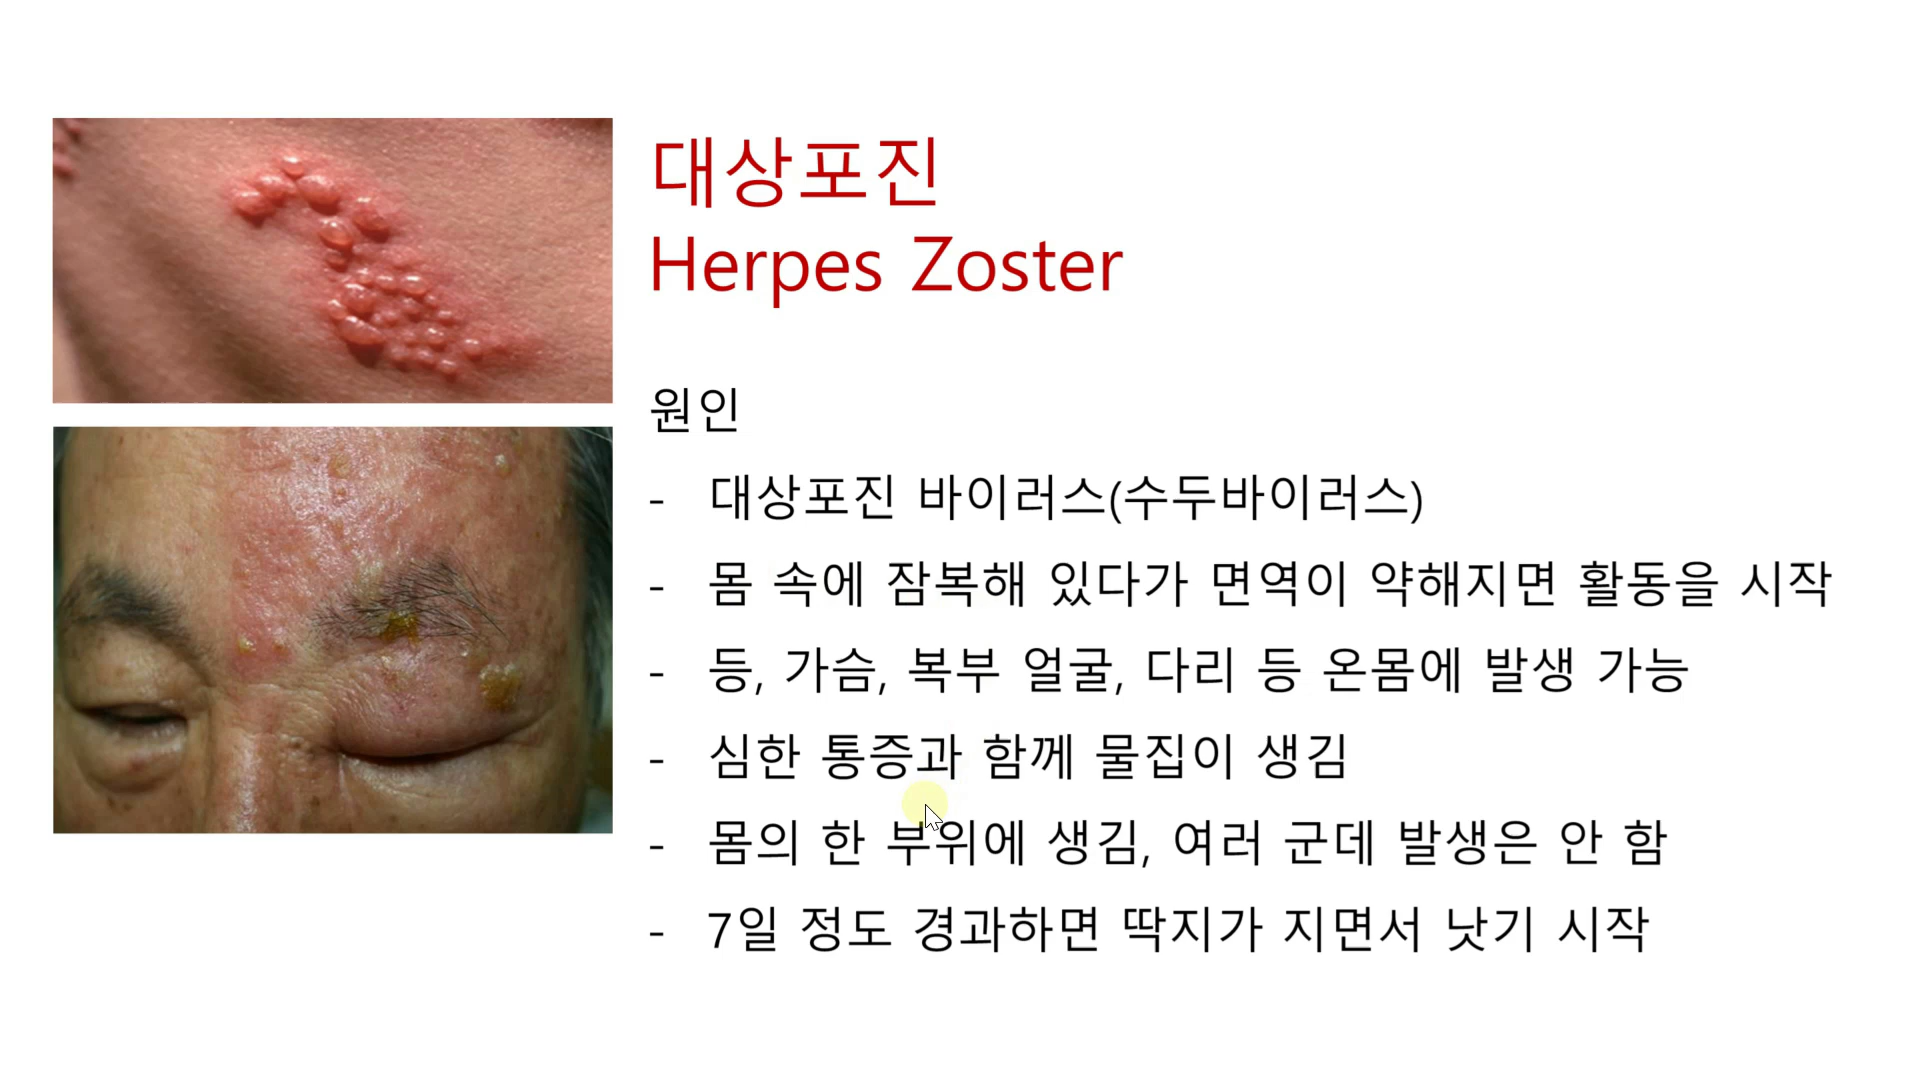 대상포진
Herpes Zoster
원인
- 대상포진 바이러스(수두바이러스)
- 몸 속에 잠복해 있다가 면역이 약해지면 활동을 시작
- 등, 가슴, 복부 얼굴, 다리 등 온몸에 발생 가능
- 심한 통증과 함께 물집이 생김
- 몸의 한 부위에 생김, 여러 군데 발생은 안 함
- 7일 정도 경과하면 딱지가 지면서 낫기 시작